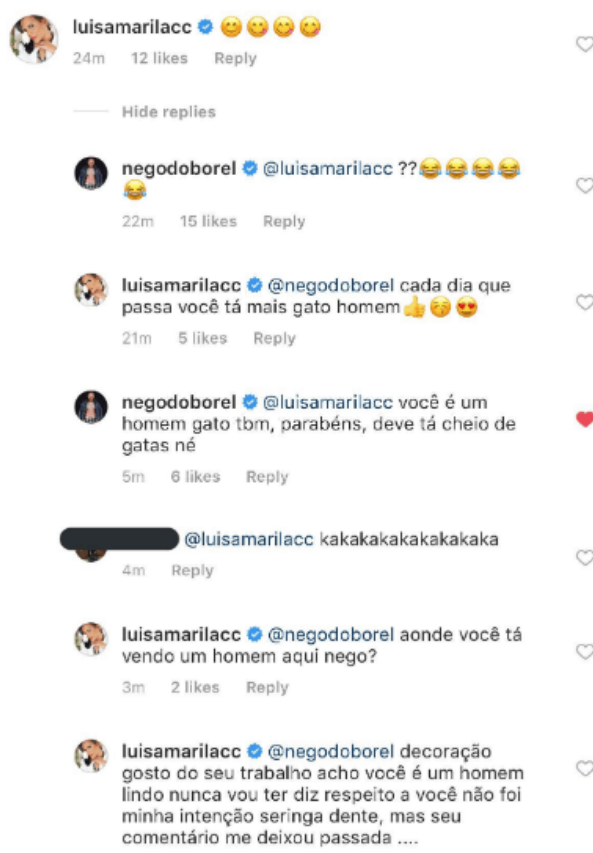 luisamarilacc 😋😋😋😋
24m 12 likes Reply
Hide replies
negodoborel @luisamarilacc ??😂😂😂😂
😂
22m 15 likes Reply
luisamarilacc @negodoborel cada dia que
passa você tá mais gato homem👍😚😍
21m 5 likes Reply
negodoborel @luisamarilacc você é um
homem gato tbm, parabéns, deve tá cheio de
gatas né
5m 6 likes Reply
@luisamarilacc kakakakakakakakaka
4m Reply
luisamarilacc @negodoborel aonde você tá
vendo um homem aqui nego?
3m 2 likes Reply
luisamarilacc @negodoborel decoração
gosto do seu trabalho acho você é um homem
lindo nunca vou ter diz respeito a você não foi
minha intenção seringa dente, mas seu
comentário me deixou passada ....